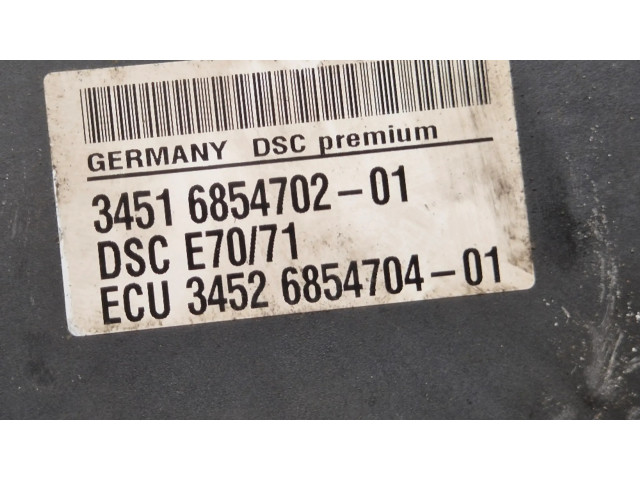 GERMANY DSC premium
3451 6854702-01
DSC E70/71
ECU 3452 6854704-01